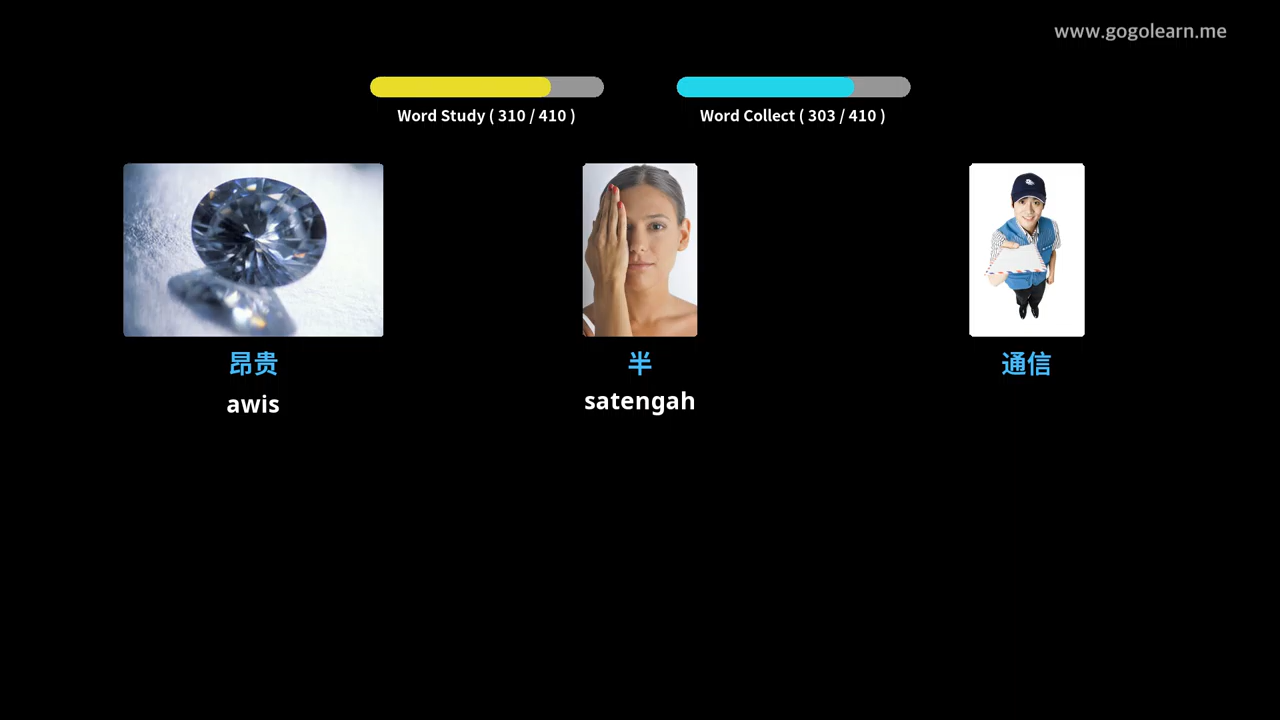 www.gogolearn.me
Word Study ( 310 / 410 )
Word Collect ( 303 / 410 )
昂贵
半
通信
awis
satengah